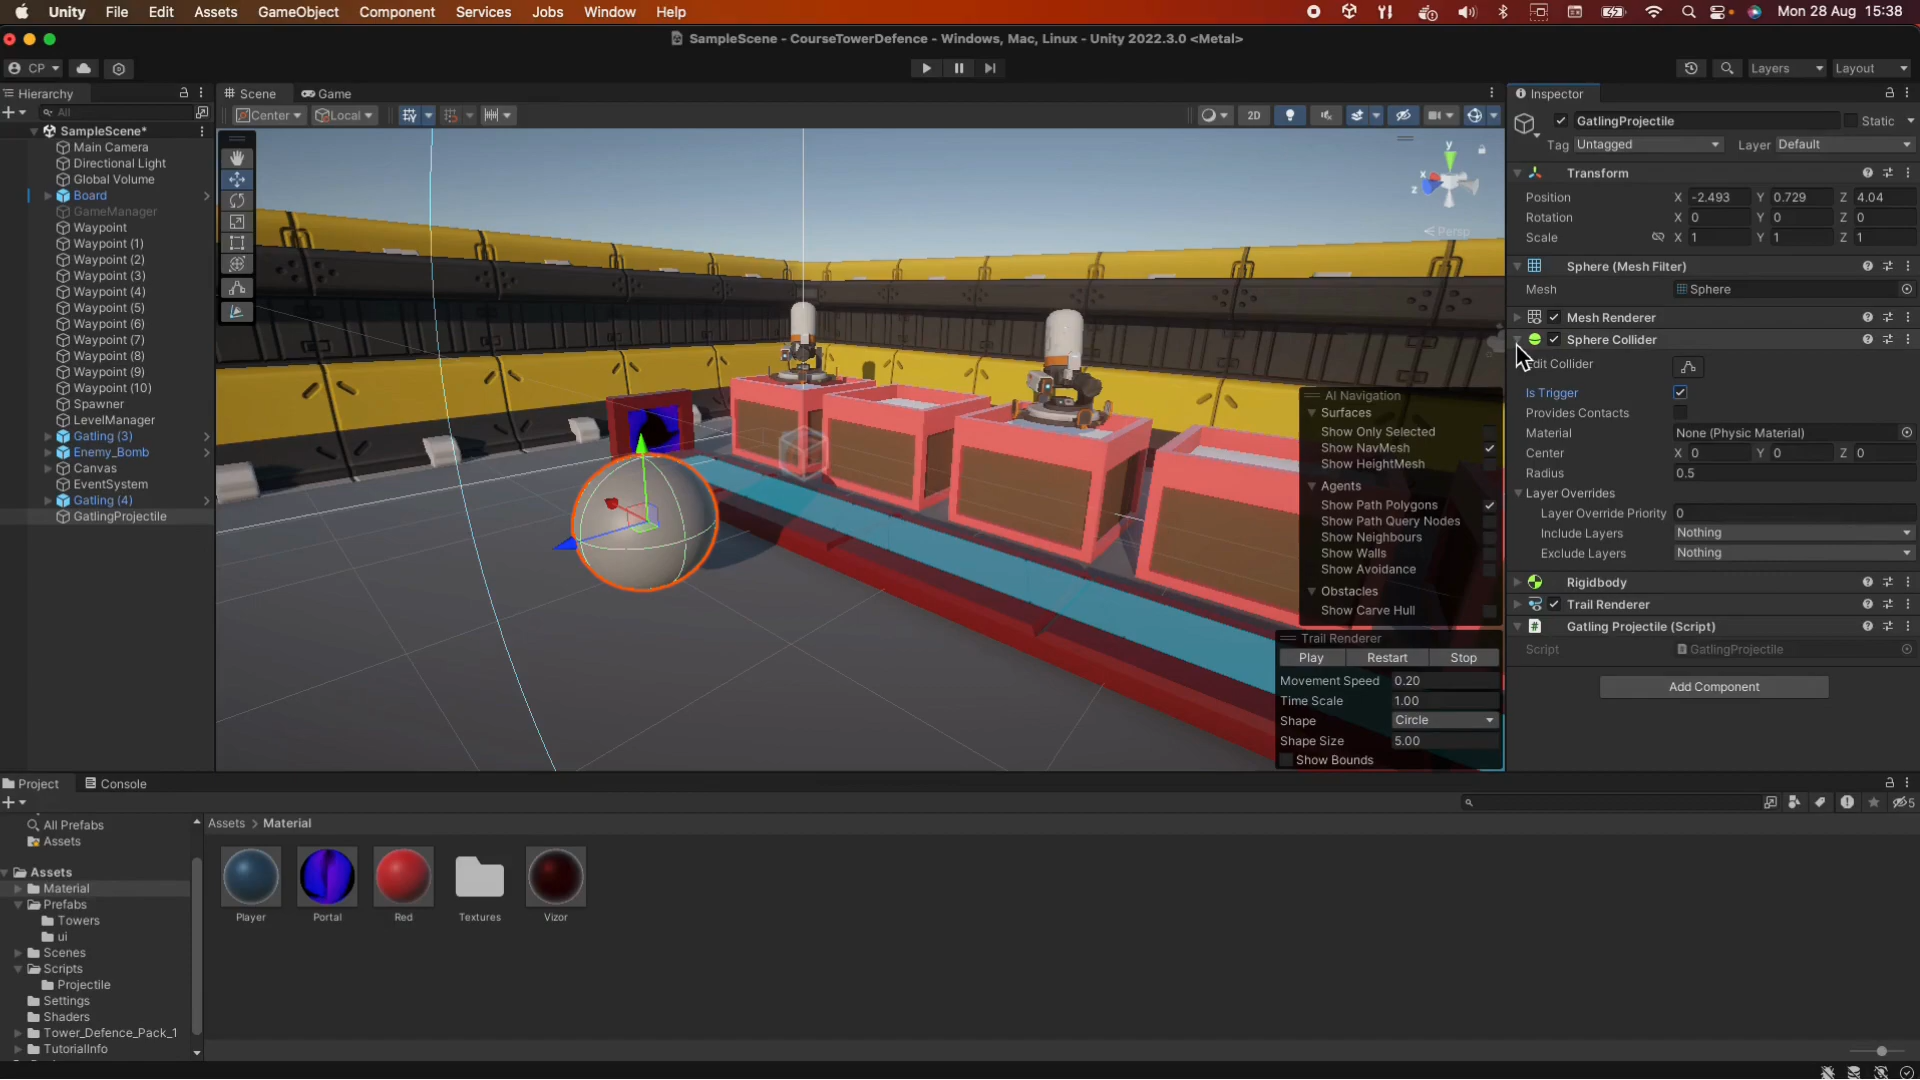 Unity File Edit Assets GameObject Component Services Jobs Window Help Mon 28 Aug 15:38
SampleScene - CourseTowerDefence - Windows, Mac, Linux - Unity 2022.3.0 <Metal>
CP Layers Layout
Hierarchy
All
SampleScene*
Main Camera
Directional Light
Global Volume
Board
GameManager
Waypoint
Waypoint (1)
Waypoint (2)
Waypoint (3)
Waypoint (4)
Waypoint (5)
Waypoint (6)
Waypoint (7)
Waypoint (8)
Waypoint (9)
Waypoint (10)
Spawner
LevelManager
Gatling (3)
Enemy_Bomb
Canvas
EventSystem
Gatling (4)
GatlingProjectile
Scene Game
Center Local 2D
y
x
z
Persp
AI Navigation
Surfaces
Show Only Selected
Show NavMesh
Show HeightMesh
Agents
Show Path Polygons
Show Path Query Nodes
Show Neighbours
Show Walls
Show Avoidance
Obstacles
Show Carve Hull
Trail Renderer
Play Restart Stop
Movement Speed 0.20
Time Scale 1.00
Shape Circle
Shape Size 5.00
Show Bounds
Inspector
GatlingProjectile Static
Tag Untagged Layer Default
Transform
Position X -2.493 Y 0.729 Z 4.04
Rotation X 0 Y 0 Z 0
Scale X 1 Y 1 Z 1
Sphere (Mesh Filter)
Mesh Sphere
Mesh Renderer
Sphere Collider
dit Collider
Is Trigger
Provides Contacts
Material None (Physic Material)
Center X 0 Y 0 Z 0
Radius 0.5
Layer Overrides
Layer Override Priority 0
Include Layers Nothing
Exclude Layers Nothing
Rigidbody
Trail Renderer
Gatling Projectile (Script)
Script GatlingProjectile
Add Component
Project Console
5
All Prefabs
Assets
Assets
Material
Prefabs
Towers
ui
Scenes
Scripts
Projectile
Settings
Shaders
Tower_Defence_Pack_1
TutorialInfo
Assets > Material
Player Portal Red Textures Vizor